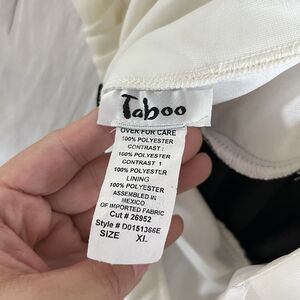 Taboo
OVER FOR CARE
100% POLYESTER
CONTRAST :
100% POLYESTER
CONTRAST 1
100% POLYESTER
LINING
100% POLYESTER
ASSEMBLED IN
MEXICO
OF IMPORTED FABRIC
Cut # 26952
Style # D0151366E
SIZE XL